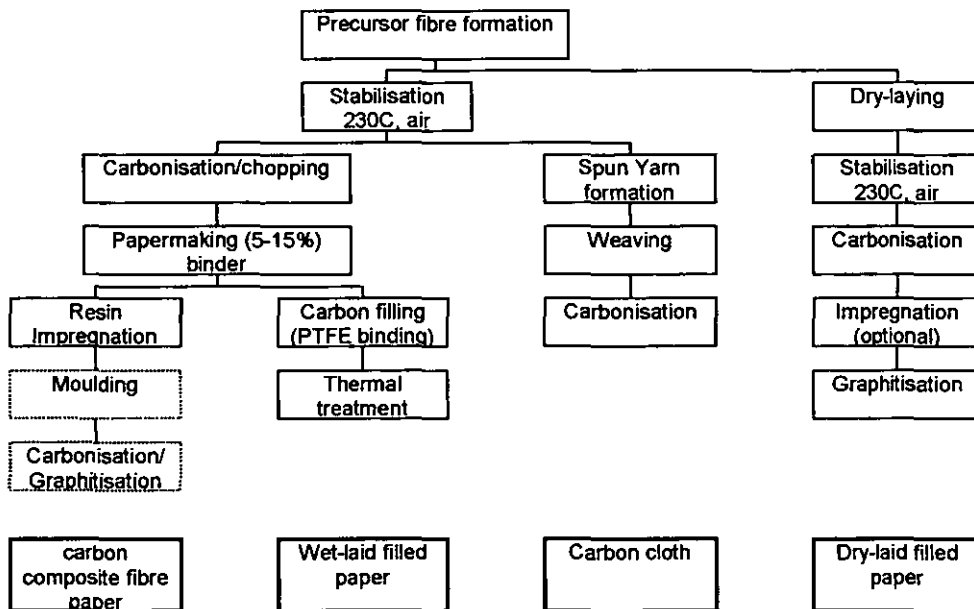 Precursor fibre formation
Stabilisation
230C, air
Dry-laying
Carbonisation/chopping
Spun Yarn
formation
Stabilisation
230C, air
Papermaking (5-15%)
binder
Weaving
Carbonisation
Resin
Impregnation
Carbon filling
(PTFE binding)
Carbonisation
Impregnation
(optional)
Moulding
Thermal
treatment
Graphitisation
Carbonisation/
Graphitisation
carbon
composite fibre
paper
Wet-laid filled
paper
Carbon cloth
Dry-laid filled
paper